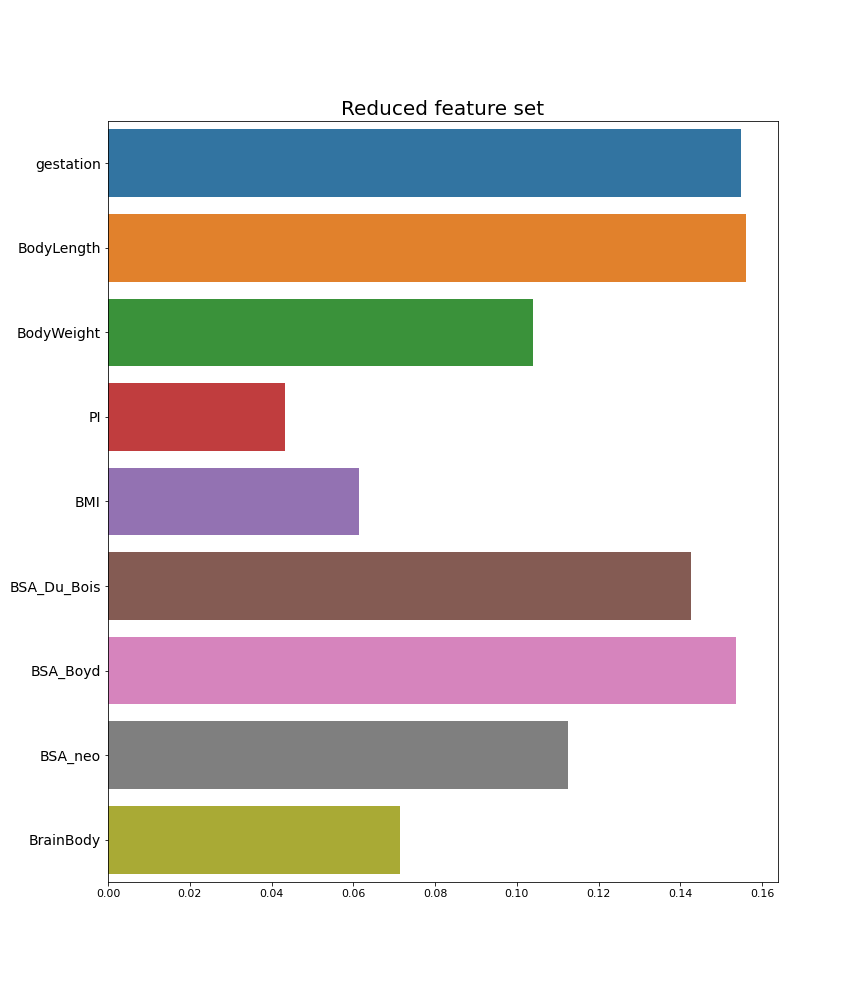 Reduced feature set
gestation
BodyLength
BodyWeight
PI
BMI
BSA_Du_Bois
BSA_Boyd
BSA_neo
BrainBody
0.00 0.02 0.04 0.06 0.08 0.10 0.12 0.14 0.16